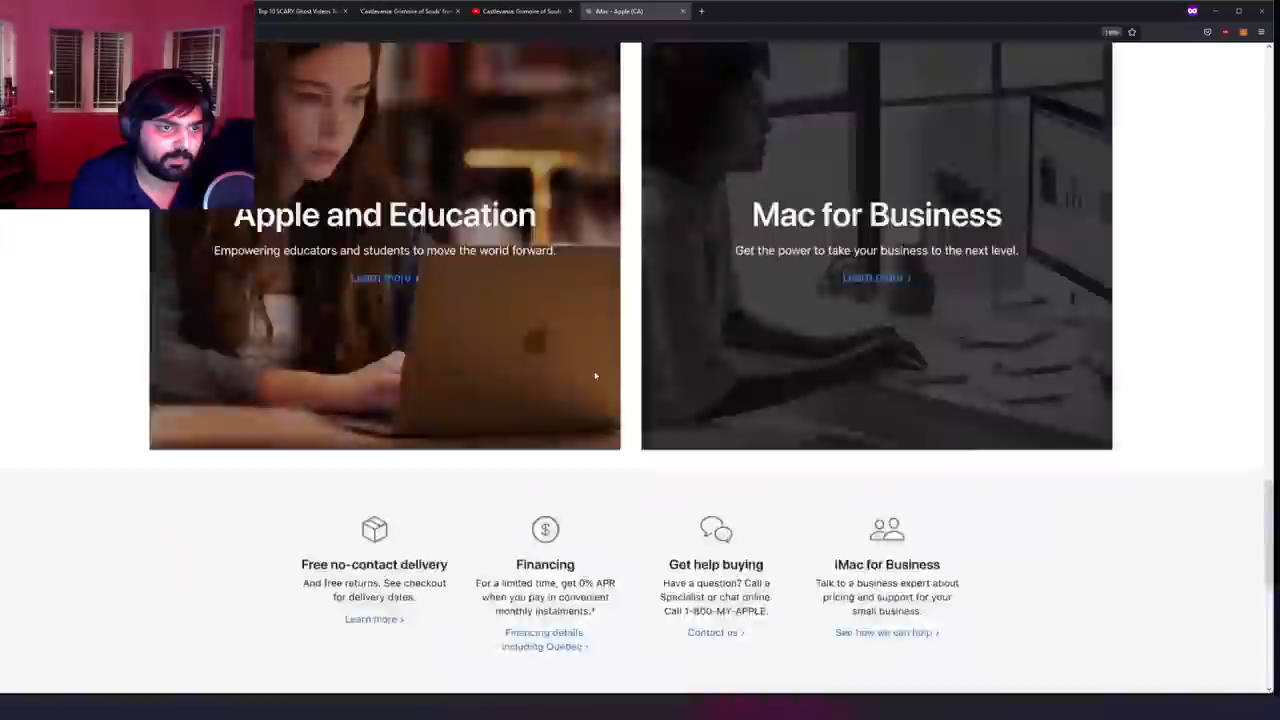 Top 10 SCARY Ghost Videos
'Castlevania: Grimoire of Souls'
Castlevania: Grimoire of Souls
iMac - Apple (CA)
Apple and Education
Empowering educators and students to move the world forward.
Learn more ›
Mac for Business
Get the power to take your business to the next level.
Learn more ›
Free no-contact delivery
And free returns. See checkout
for delivery dates.
Learn more ›
Financing
For a limited time, get 0% APR
when you pay in convenient
monthly instalments.*
Financing details
including Quebec ›
Get help buying
Have a question? Call a
Specialist or chat online.
Call 1-800-MY-APPLE.
Contact us ›
iMac for Business
Talk to a business expert about
pricing and support for your
small business.
See how we can help ›